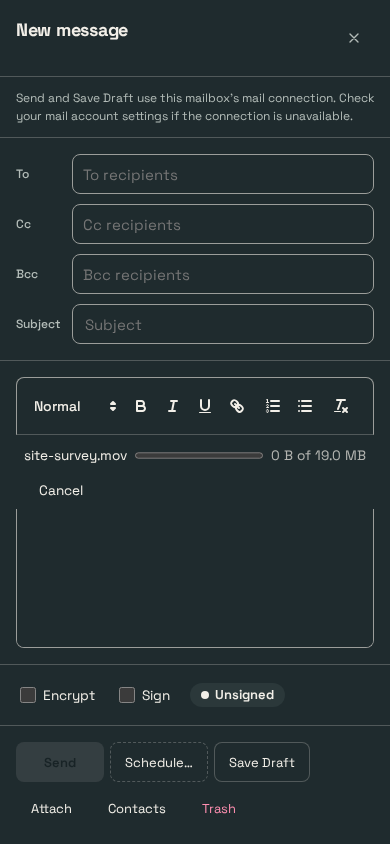 New message
Send and Save Draft use this mailbox's mail connection. Check
your mail account settings if the connection is unavailable.
To
To recipients
Cc
Cc recipients
Bcc
Bcc recipients
Subject
Subject
Normal
site-survey.mov 0 B of 19.0 MB
Cancel
Encrypt Sign Unsigned
Send Schedule… Save Draft
Attach Contacts Trash